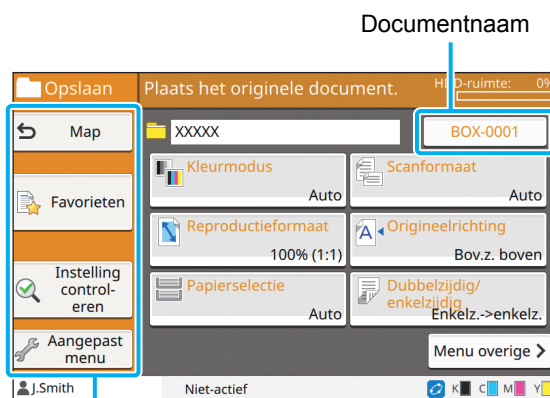 Documentnaam
Opslaan
Plaats het originele document.
HDD-ruimte: 0%
Map
XXXXX
BOX-0001
Favorieten
Kleurmodus
Auto
Scanformaat
Auto
Reproductieformaat
100% (1:1)
Origineelrichting
Bov.z. boven
Instelling
control-
eren
Papierselectie
Auto
Dubbelzijdig/
enkelzijdig
Enkelz.->enkelz.
Aangepast
menu
Menu overige
J.Smith
Niet-actief
K C M Y